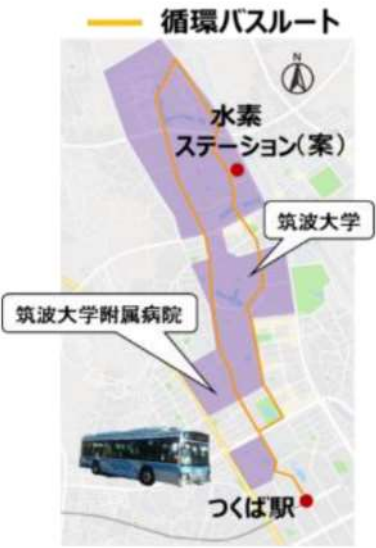 循環バスルート
N
水素
ステーション(案)
筑波大学
筑波大学附属病院
つくば駅